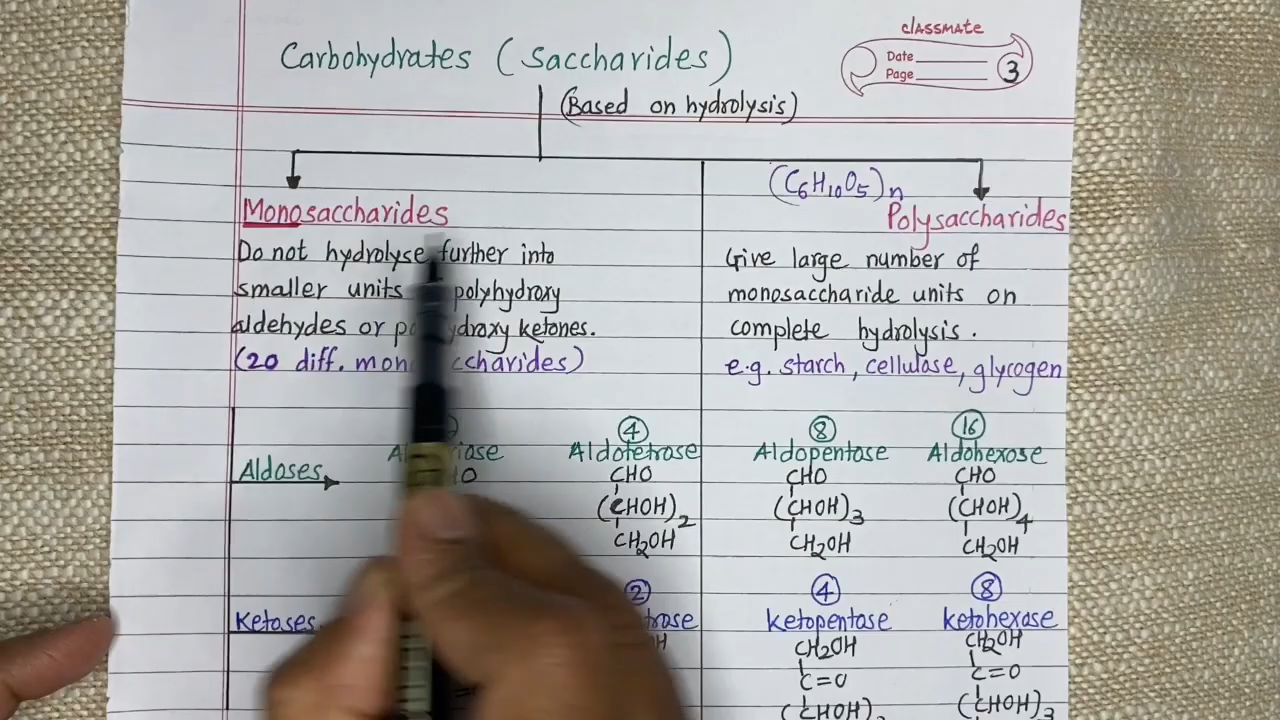 classmate
Date
Page 3
Carbohydrates (Saccharides)
(Based on hydrolysis)
(C6H10O5)n
Monosaccharides
Do not hydrolyse further into
smaller units polyhydroxy
aldehydes or ketones.
(20 diff. )
Polysaccharides
Give large number of
monosaccharide units on
complete hydrolysis.
e.g. starch, cellulose, glycogen
4
8
16
Aldoses
Aldotetrose
Aldopentose
Aldohexose
CHO
CHO
CHO
(CHOH)2
(CHOH)3
(CHOH)4
CH2OH
CH2OH
CH2OH
2
4
8
Ketoses
Ketopentose
Ketohexose
CH2OH
CH2OH
C=O
C=O
(CHOH)
(CHOH)3